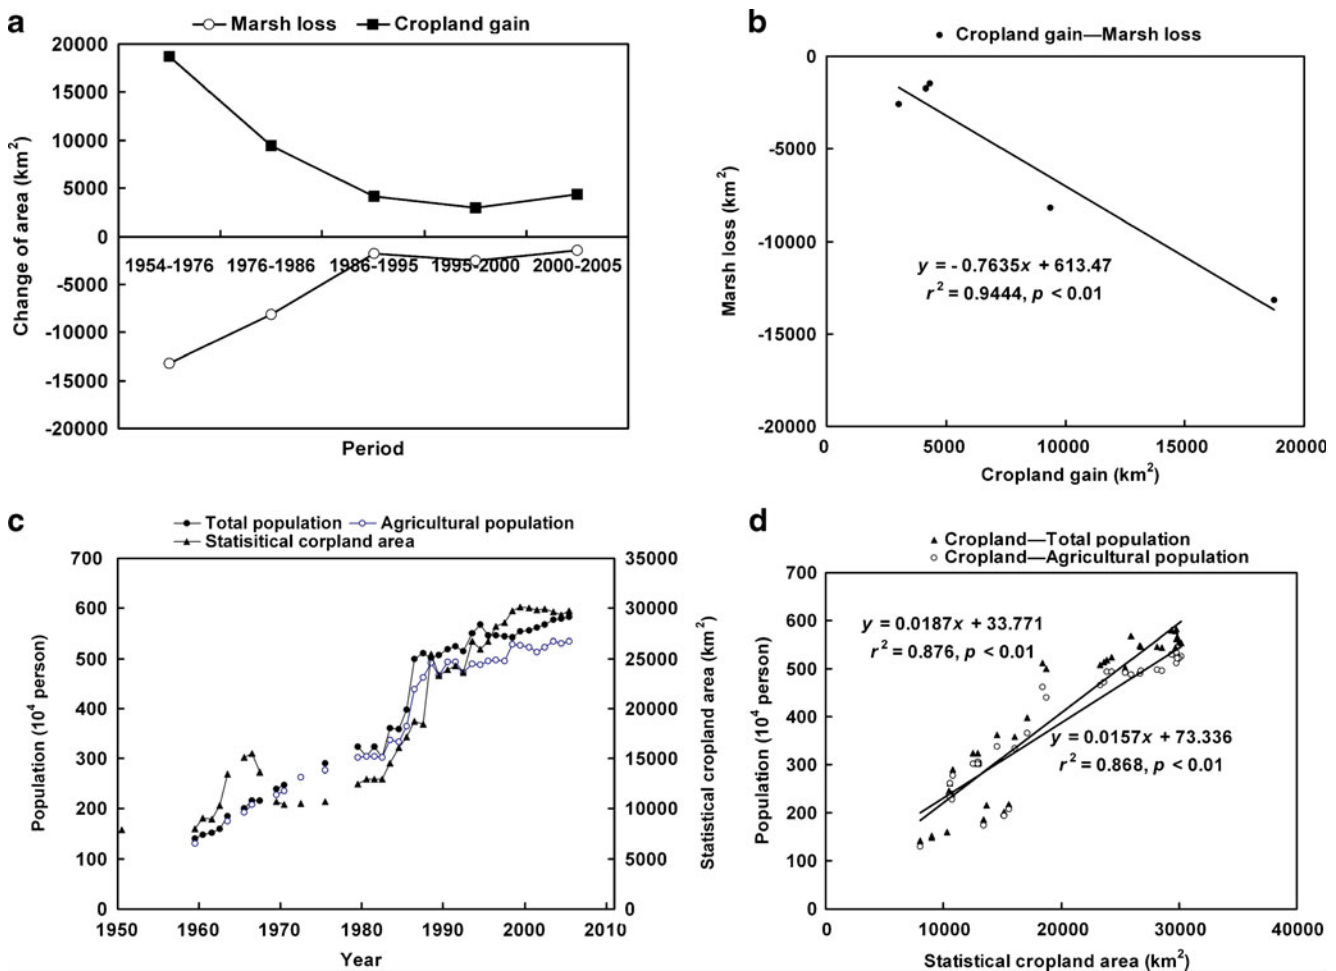 a
Marsh loss Cropland gain
20000
15000
10000
5000
0
-5000
-10000
-15000
-20000
Change of area (km²)
1954-1976 1976-1986 1986-1995 1995-2000 2000-2005
Period
b
Cropland gain—Marsh loss
0
-5000
-10000
-15000
-20000
Marsh loss (km²)
y = - 0.7635x + 613.47
r² = 0.9444, p < 0.01
0 5000 10000 15000 20000
Cropland gain (km²)
c
Total population Agricultural population
Statisitical corpland area
700
600
500
400
300
200
100
0
Population (10⁴ person)
35000
30000
25000
20000
15000
10000
5000
0
Statistical cropland area (km²)
1950 1960 1970 1980 1990 2000 2010
Year
d
Cropland—Total population
Cropland—Agricultural population
700
600
500
400
300
200
100
0
Population (10⁴ person)
y = 0.0187x + 33.771
r² = 0.876, p < 0.01
y = 0.0157x + 73.336
r² = 0.868, p < 0.01
0 10000 20000 30000 40000
Statistical cropland area (km²)